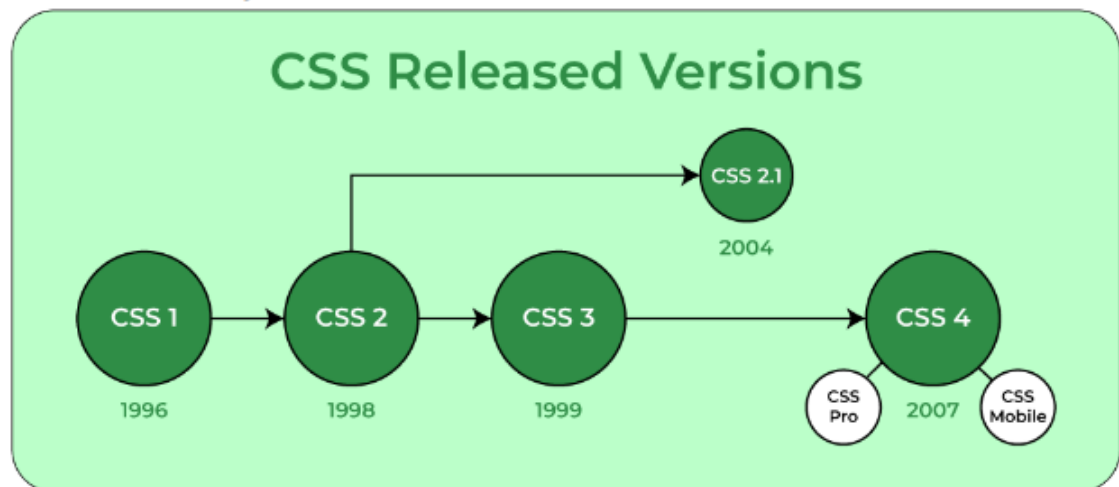 CSS Released Versions
CSS 2.1
2004
CSS 1
CSS 2
CSS 3
CSS 4
1996
1998
1999
2007
CSS
Pro
CSS
Mobile